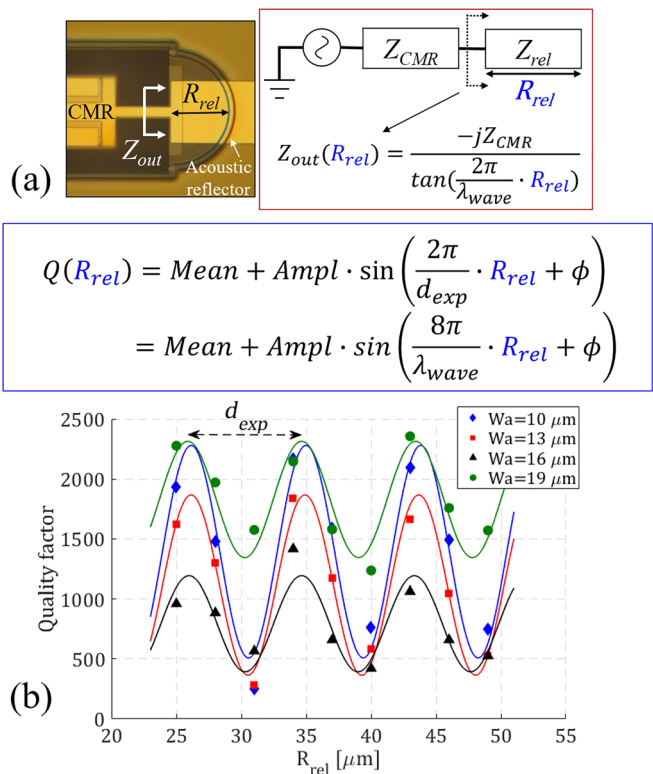 (a)
CMR
R_rel
Z_out
Acoustic
reflector
Z_CMR
Z_rel
R_rel
Z_out(R_rel) = -jZ_CMR / tan(2π/λ_wave · R_rel)
Q(R_rel) = Mean + Ampl · sin(2π/d_exp · R_rel + ϕ)
= Mean + Ampl · sin(8π/λ_wave · R_rel + ϕ)
(b)
d_exp
Wa=10 μm
Wa=13 μm
Wa=16 μm
Wa=19 μm
Quality factor
2500
2000
1500
1000
500
0
20 25 30 35 40 45 50 55
R_rel [μm]